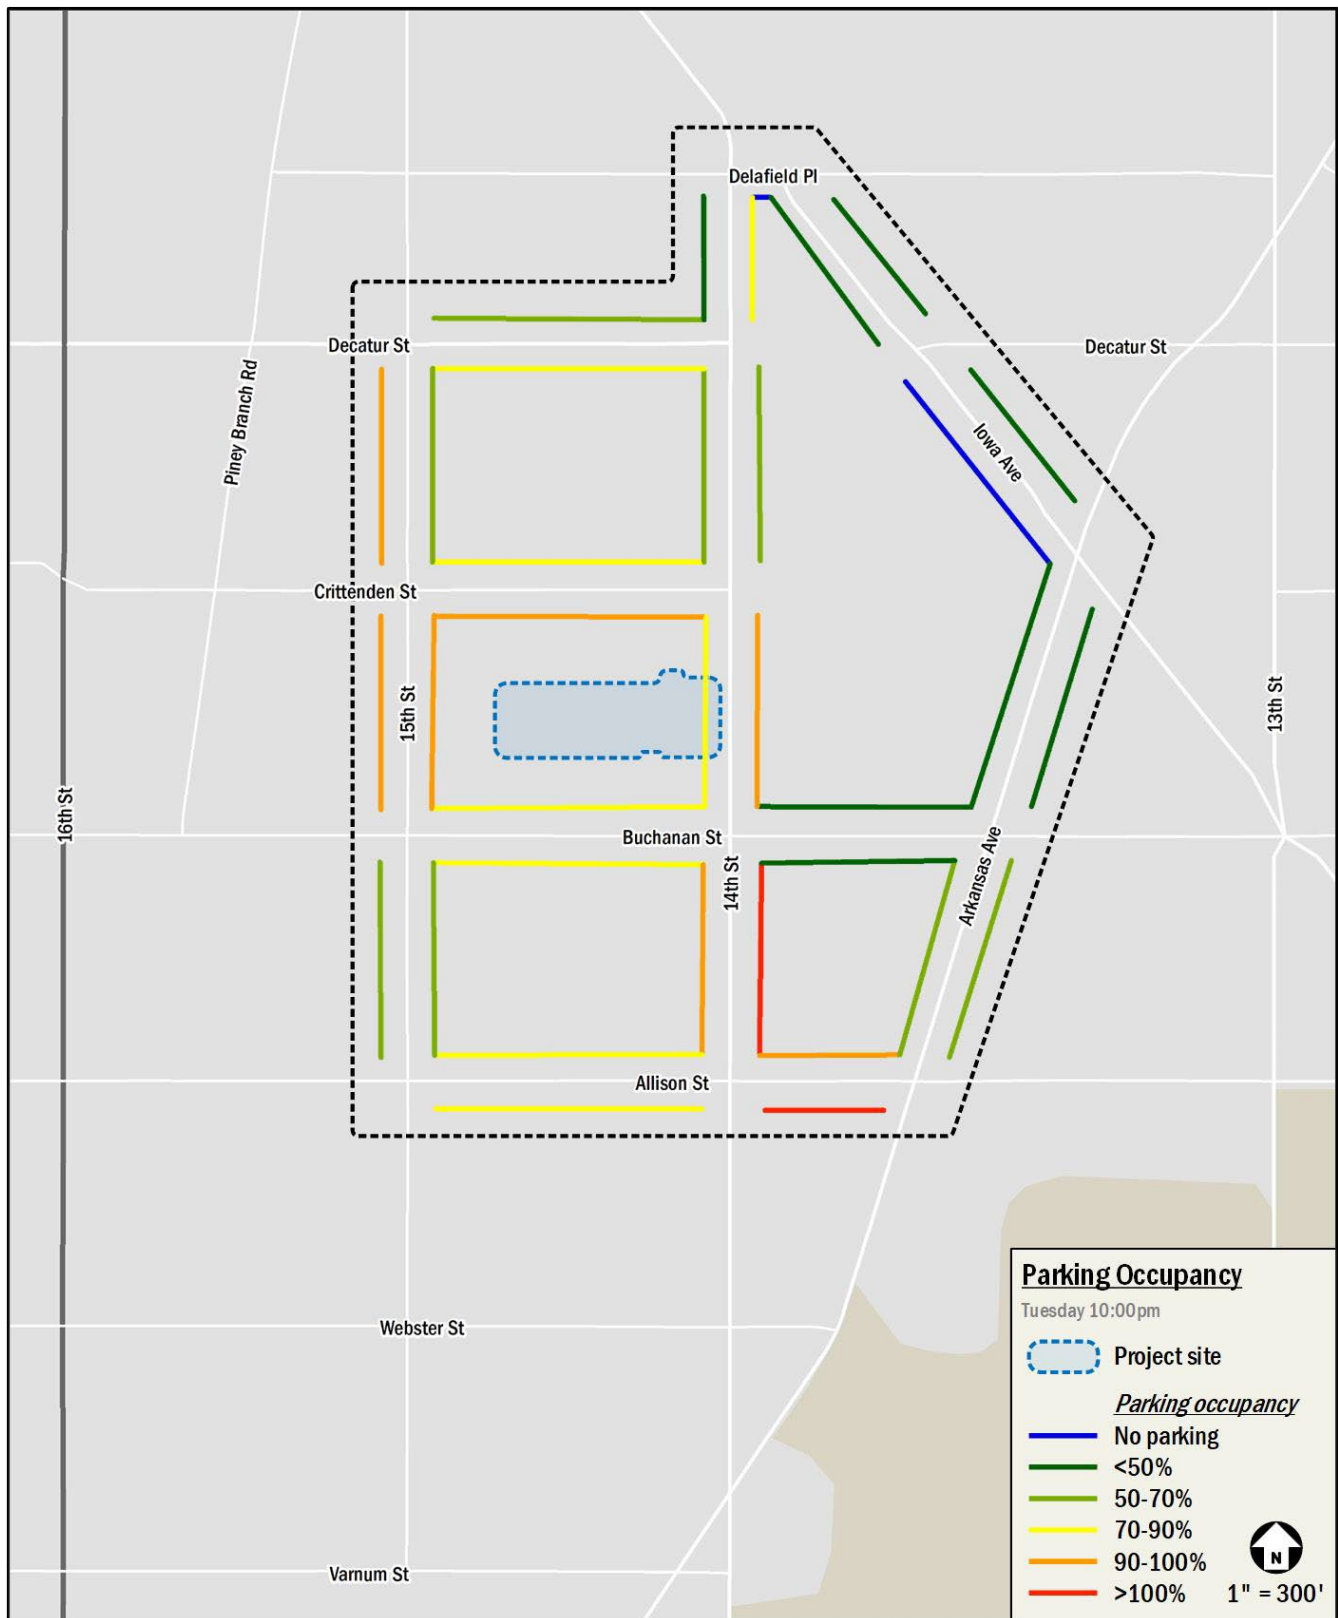 Delafield Pl
Decatur St
Decatur St
Piney Branch Rd
Iowa Ave
Crittenden St
15th St
13th St
16th St
Buchanan St
14th St
Arkansas Ave
Allison St
Webster St
Varnum St
Parking Occupancy
Tuesday 10:00pm
Project site
Parking occupancy
No parking
<50%
50-70%
70-90%
90-100%
>100%
N
1" = 300'